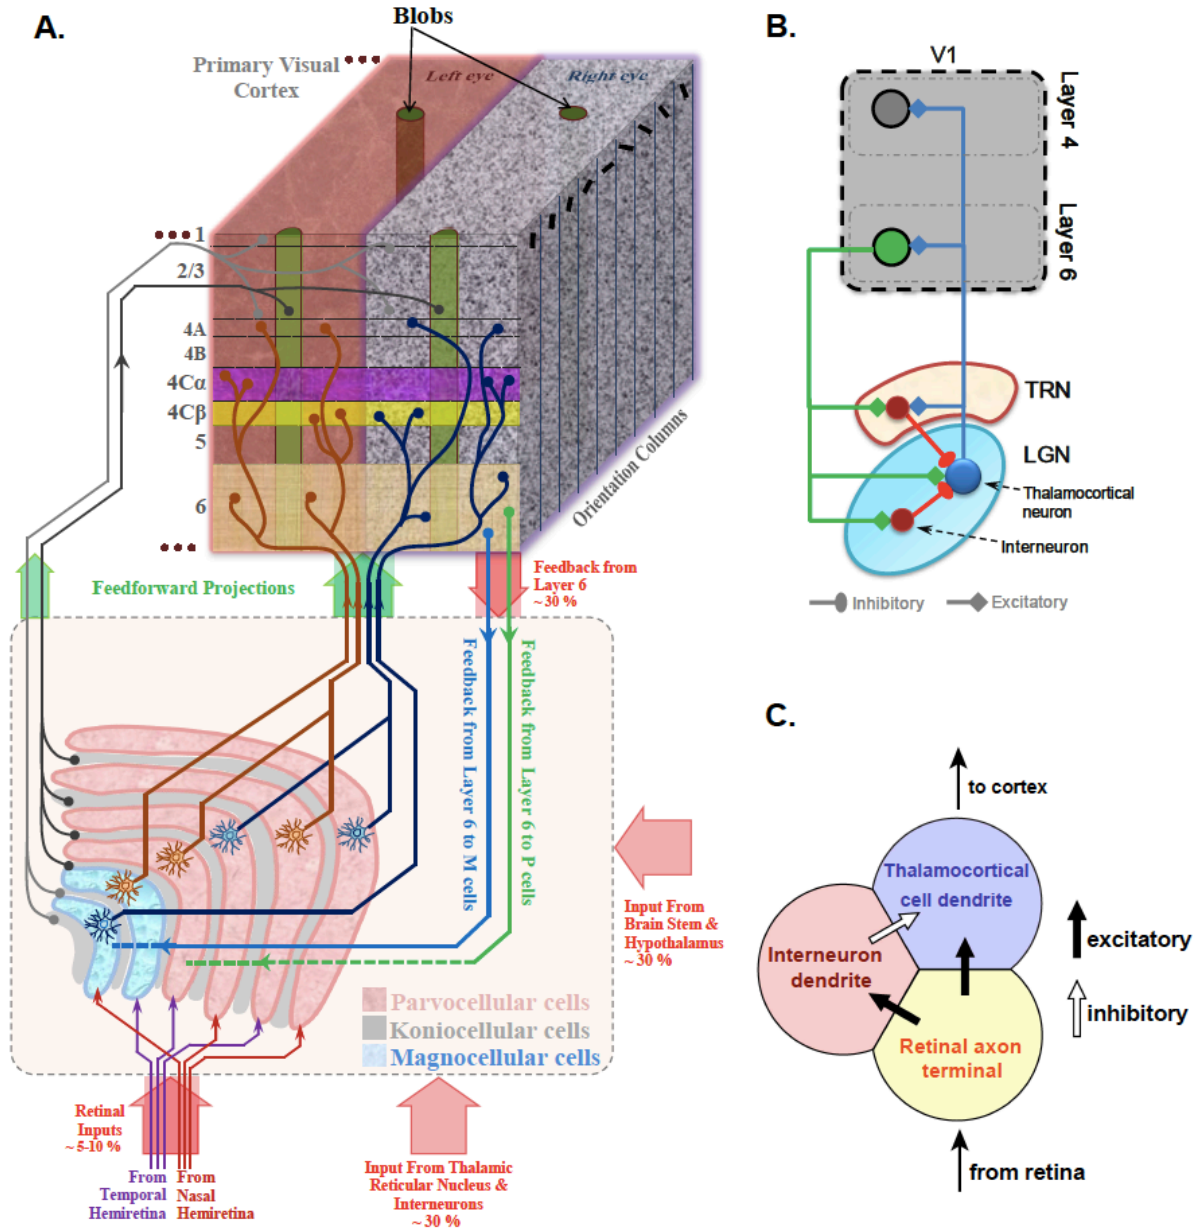 A.
Blobs
Primary Visual
Cortex
Left eye
Right eye
1
2/3
4A
4B
4Cα
4Cβ
5
6
Orientation Columns
Feedforward Projections
Feedback from
Layer 6
~ 30 %
Feedback from Layer 6 to M cells
Feedback from Layer 6 to P cells
Input From
Brain Stem &
Hypothalamus
~ 30 %
Parvocellular cells
Koniocellular cells
Magnocellular cells
Retinal
Inputs
~ 5-10 %
From
Temporal
Hemiretina
From
Nasal
Hemiretina
Input From Thalamic
Reticular Nucleus &
Interneurons
~ 30 %
B.
V1
Layer 4
Layer 6
TRN
LGN
Thalamocortical
neuron
Interneuron
Inhibitory
Excitatory
C.
to cortex
Thalamocortical
cell dendrite
Interneuron
dendrite
Retinal axon
terminal
excitatory
inhibitory
from retina